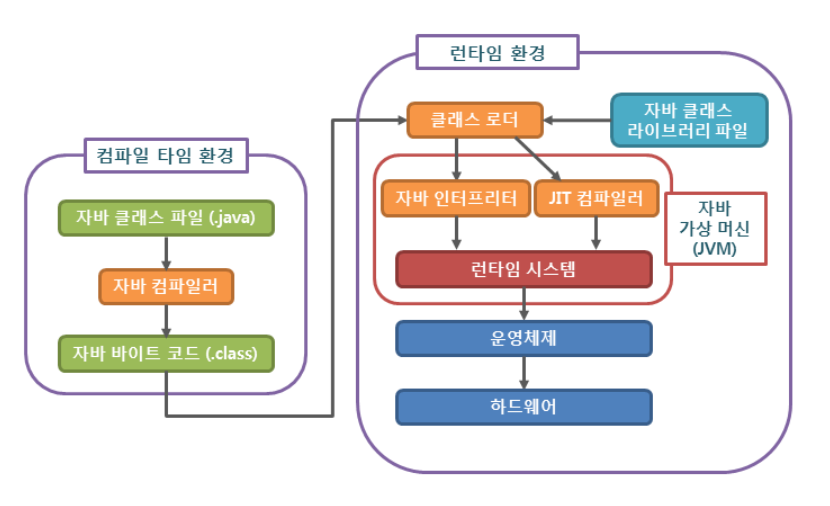 런타임 환경
클래스 로더
자바 클래스
라이브러리 파일
컴파일 타임 환경
자바 클래스 파일 (.java)
자바 컴파일러
자바 바이트 코드 (.class)
자바 인터프리터
JIT 컴파일러
자바
가상 머신
(JVM)
런타임 시스템
운영체제
하드웨어